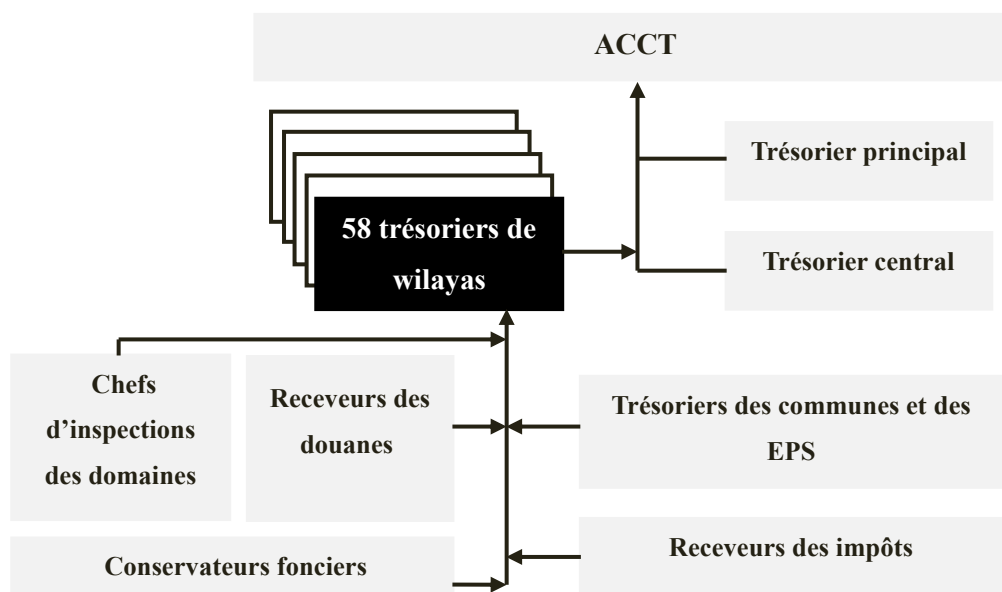 ACCT
Trésorier principal
58 trésoriers de
wilayas
Trésorier central
Chefs
d’inspections
des domaines
Receveurs des
douanes
Trésoriers des communes et des
EPS
Conservateurs fonciers
Receveurs des impôts